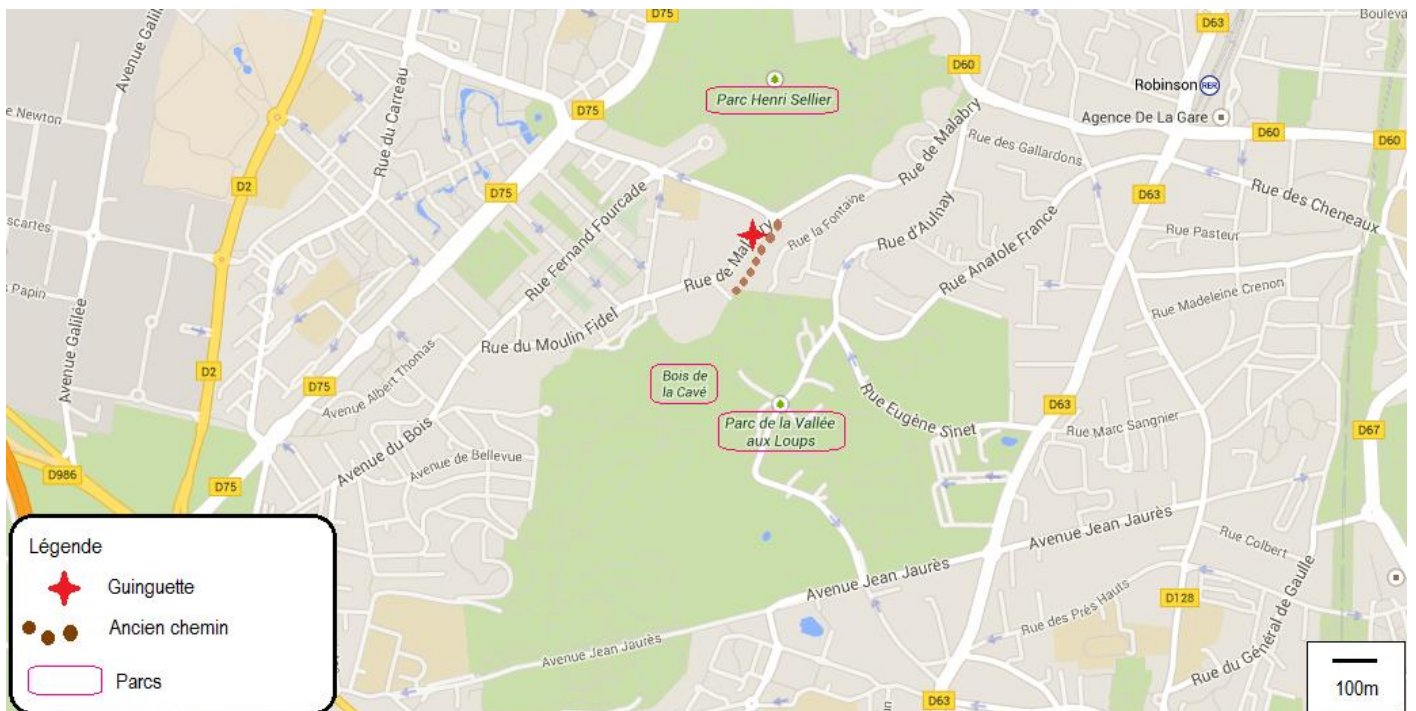 D75
D63
Bouleva
Avenue Galilé
D60
Parc Henri Sellier
Robinson
RER
Agence De La Gare
D60
D60
e Newton
Rue du Carreau
D75
D2
D75
Rue de Malabry
Rue des Gallardons
D63
Rue des Cheneaux
scartes
Rue Fernand Fourcade
Rue de Malabry
Rue la Fontaine
Rue d'Aulnay
Rue Anatole France
Rue Pasteur
Papin
Avenue Galilée
Rue du Moulin Fidel
Rue Madeleine Crenon
D2
D75
Avenue Albert Thomas
Bois de
la Cavé
Parc de la Vallée
aux Loups
Rue Eugène Sinet
D63
Rue Marc Sangnier
D67
Avenue du Bois
Avenue de Bellevue
D986
D75
Avenue Jean Jaurès
Rue Colbert
Avenue Jean Jaurès
Rue des Prés Hauts
D128
Rue du Général de Gaulle
Avenue Jean Jaurès
D63
Légende
Guinguette
Ancien chemin
Parcs
100m